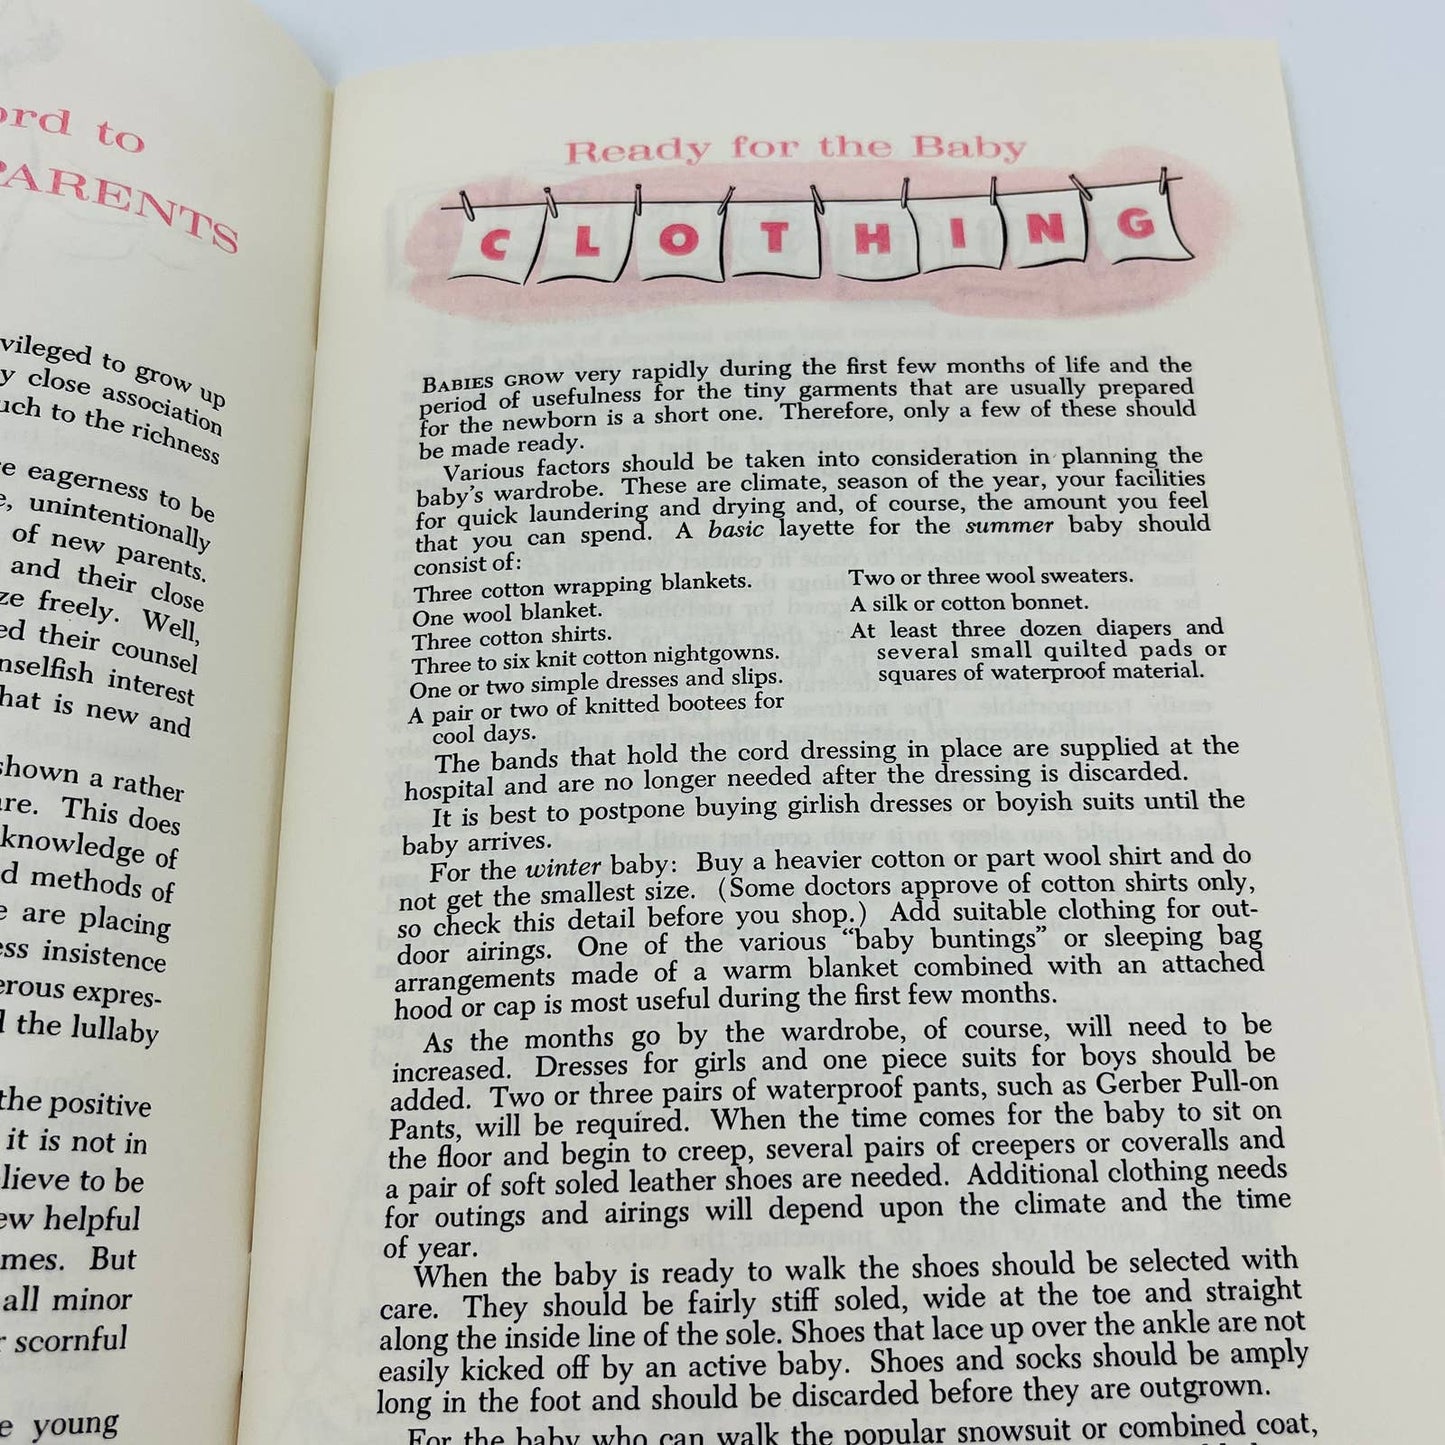 ord to
PARENTS
vileged to grow up
y close association
uch to the richness
e eagerness to be
e, unintentionally
of new parents.
and their close
ze freely. Well,
ed their counsel
nselfish interest
hat is new and
shown a rather
are. This does
knowledge of
d methods of
e are placing
ess insistence
erous expres-
d the lullaby
the positive
it is not in
lieve to be
ew helpful
mes. But
all minor
r scornful
e young
Ready for the Baby
CLOTHING
BABIES GROW very rapidly during the first few months of life and the
period of usefulness for the tiny garments that are usually prepared
for the newborn is a short one. Therefore, only a few of these should
be made ready.
Various factors should be taken into consideration in planning the
baby's wardrobe. These are climate, season of the year, your facilities
for quick laundering and drying and, of course, the amount you feel
that you can spend. A basic layette for the summer baby should
consist of:
Three cotton wrapping blankets.
One wool blanket.
Three cotton shirts.
Three to six knit cotton nightgowns.
One or two simple dresses and slips.
A pair or two of knitted bootees for
cool days.
Two or three wool sweaters.
A silk or cotton bonnet.
At least three dozen diapers and
several small quilted pads or
squares of waterproof material.
The bands that hold the cord dressing in place are supplied at the
hospital and are no longer needed after the dressing is discarded.
It is best to postpone buying girlish dresses or boyish suits until the
baby arrives.
For the winter baby: Buy a heavier cotton or part wool shirt and do
not get the smallest size. (Some doctors approve of cotton shirts only,
so check this detail before you shop.) Add suitable clothing for out-
door airings. One of the various "baby buntings" or sleeping bag
arrangements made of a warm blanket combined with an attached
hood or cap is most useful during the first few months.
As the months go by the wardrobe, of course, will need to be
increased. Dresses for girls and one piece suits for boys should be
added. Two or three pairs of waterproof pants, such as Gerber Pull-on
Pants, will be required. When the time comes for the baby to sit on
the floor and begin to creep, several pairs of creepers or coveralls and
a pair of soft soled leather shoes are needed. Additional clothing needs
for outings and airings will depend upon the climate and the time
of year.
When the baby is ready to walk the shoes should be selected with
care. They should be fairly stiff soled, wide at the toe and straight
along the inside line of the sole. Shoes that lace up over the ankle are not
easily kicked off by an active baby. Shoes and socks should be amply
long in the foot and should be discarded before they are outgrown.
For the baby who can walk the popular snowsuit or combined coat,